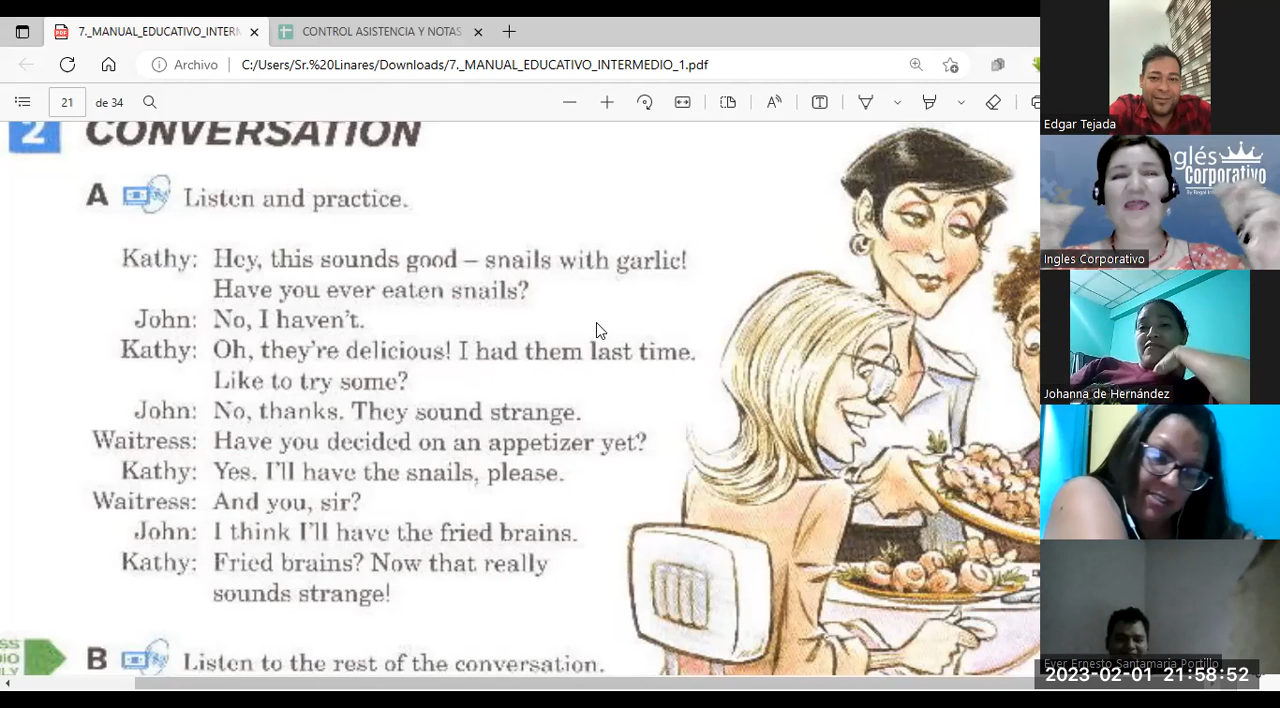 7._MANUAL_EDUCATIVO_INTERN
CONTROL ASISTENCIA Y NOTAS
Archivo
C:/Users/Sr.%20Linares/Downloads/7._MANUAL_EDUCATIVO_INTERMEDIO_1.pdf
21 de 34
2 CONVERSATION
A Listen and practice.
Kathy: Hey, this sounds good – snails with garlic!
Have you ever eaten snails?
John: No, I haven't.
Kathy: Oh, they're delicious! I had them last time.
Like to try some?
John: No, thanks. They sound strange.
Waitress: Have you decided on an appetizer yet?
Kathy: Yes. I'll have the snails, please.
Waitress: And you, sir?
John: I think I'll have the fried brains.
Kathy: Fried brains? Now that really
sounds strange!
B Listen to the rest of the conversation.
Edgar Tejada
glés
Corporativo
Ingles Corporativo
Johanna de Hernández
Ever Ernesto Santamaria Portillo
2023-02-01 21:58:52